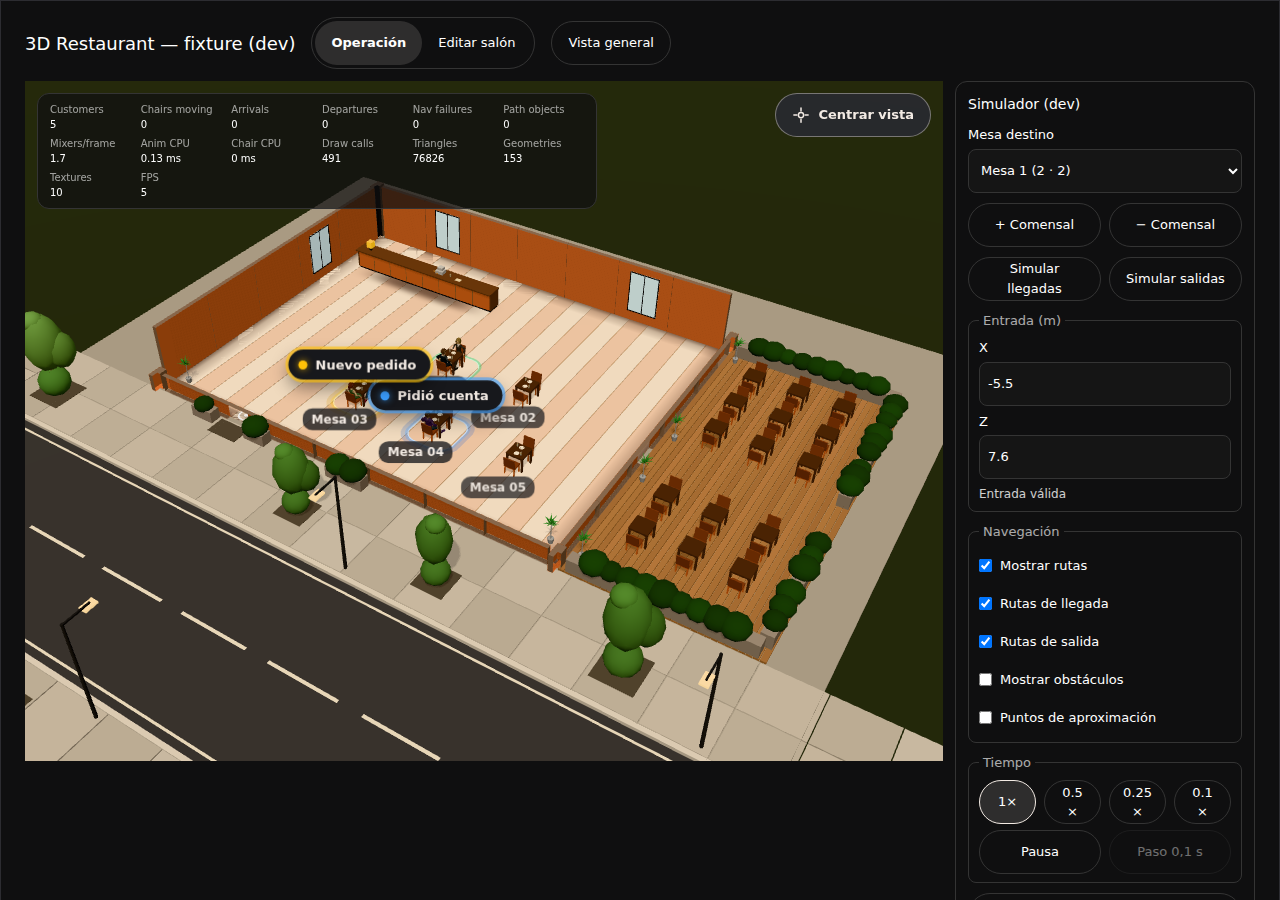 3D Restaurant — fixture (dev)
Operación
Editar salón
Vista general
Customers
5
Chairs moving
0
Arrivals
0
Departures
0
Nav failures
0
Path objects
0
Mixers/frame
1.7
Anim CPU
0.13 ms
Chair CPU
0 ms
Draw calls
491
Triangles
76826
Geometries
153
Textures
10
FPS
5
Centrar vista
Nuevo pedido
Pidió cuenta
Mesa 03
Mesa 02
Mesa 04
Mesa 05
Simulador (dev)
Mesa destino
Mesa 1 (2 · 2)
+ Comensal
− Comensal
Simular
llegadas
Simular salidas
Entrada (m)
X
-5.5
Z
7.6
Entrada válida
Navegación
Mostrar rutas
Rutas de llegada
Rutas de salida
Mostrar obstáculos
Puntos de aproximación
Tiempo
1×
0.5
×
0.25
×
0.1
×
Pausa
Paso 0,1 s